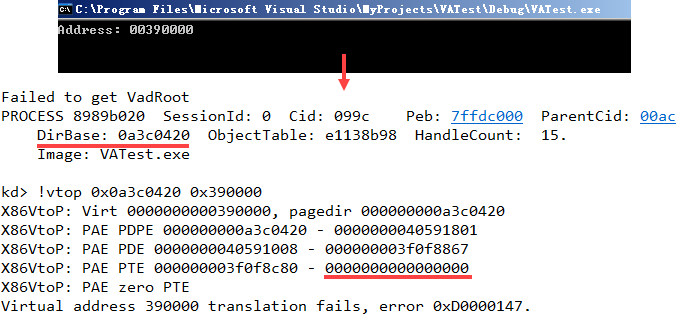 C:\Program Files\Microsoft Visual Studio\MyProjects\VATest\Debug\VATest.exe
Address: 00390000
Failed to get VadRoot
PROCESS 8989b020  SessionId: 0  Cid: 099c    Peb: 7ffdc000  ParentCid: 00ac
    DirBase: 0a3c0420  ObjectTable: e1138b98  HandleCount:  15.
    Image: VATest.exe
kd> !vtop 0x0a3c0420 0x390000
X86VtoP: Virt 0000000000390000, pagedir 000000000a3c0420
X86VtoP: PAE PDPE 000000000a3c0420 - 0000000040591801
X86VtoP: PAE PDE 0000000040591008 - 000000003f0f8867
X86VtoP: PAE PTE 000000003f0f8c80 - 0000000000000000
X86VtoP: PAE zero PTE
Virtual address 390000 translation fails, error 0xD0000147.